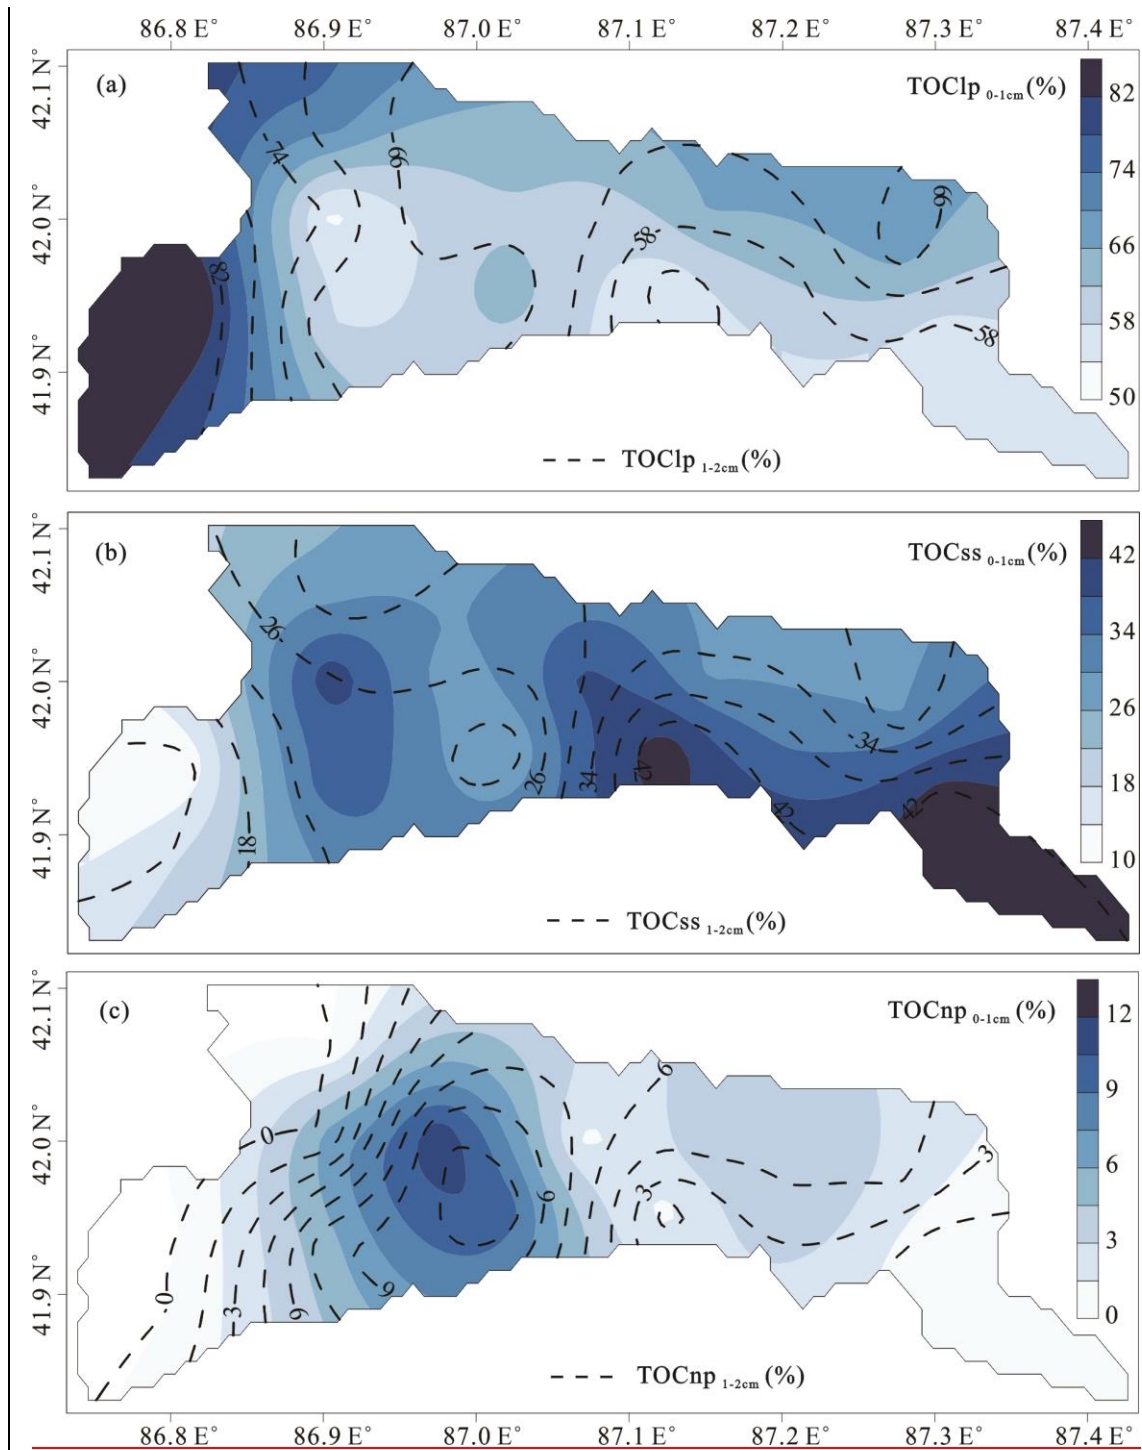 86.8 E° 86.9 E° 87.0 E° 87.1 E° 87.2 E° 87.3 E° 87.4 E°
(a)
TOClp 0-1cm (%)
82
74
66
58
50
42.1 N°
42.0 N°
41.9 N°
74
66
82
58
66
58
TOClp 1-2cm (%)
(b)
TOCss 0-1cm (%)
42
34
26
18
10
42.1 N°
42.0 N°
41.9 N°
26
18
26
34
42
34
42
42
TOCss 1-2cm (%)
(c)
TOCnp 0-1cm (%)
12
9
6
3
0
42.1 N°
42.0 N°
41.9 N°
0
6
3
6
3
0
3
6
9
TOCnp 1-2cm (%)
86.8 E° 86.9 E° 87.0 E° 87.1 E° 87.2 E° 87.3 E° 87.4 E°